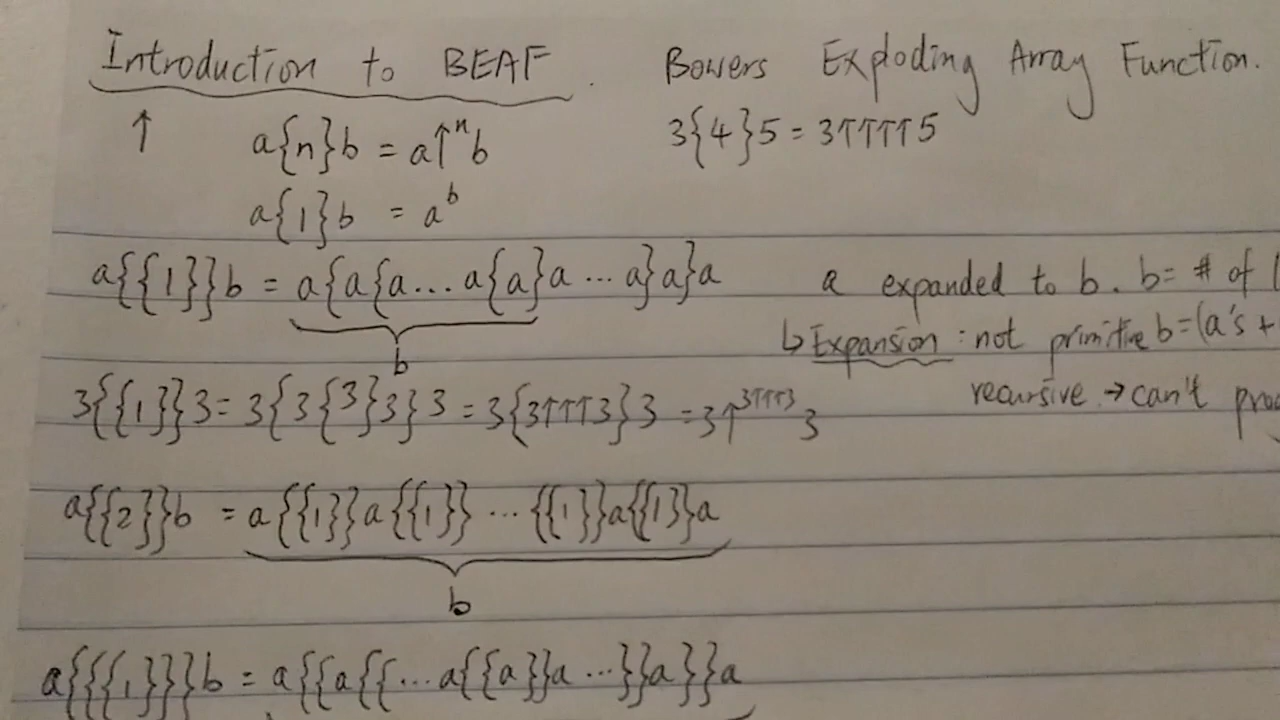 Introduction to BEAF. Bowers Exploding Array Function.
↑ a{n}b = a↑ⁿb 3{4}5 = 3↑↑↑↑5
a{1}b = aᵇ
a{{1}}b = a{a{a...a{a}a...a}a}a a expanded to b. b = # of
b
↳ Expansion : not primitive b = (a's +
recursive → can't
3{{1}}3 = 3{3{3}3}3 = 3{3↑↑↑3}3 = 3↑^3↑↑↑3 3
a{{2}}b = a{{1}}a{{1}} ... {{1}}a{{1}}a
b
a{{{1}}}b = a{{a{{...a{{a}}a...}}a}}a